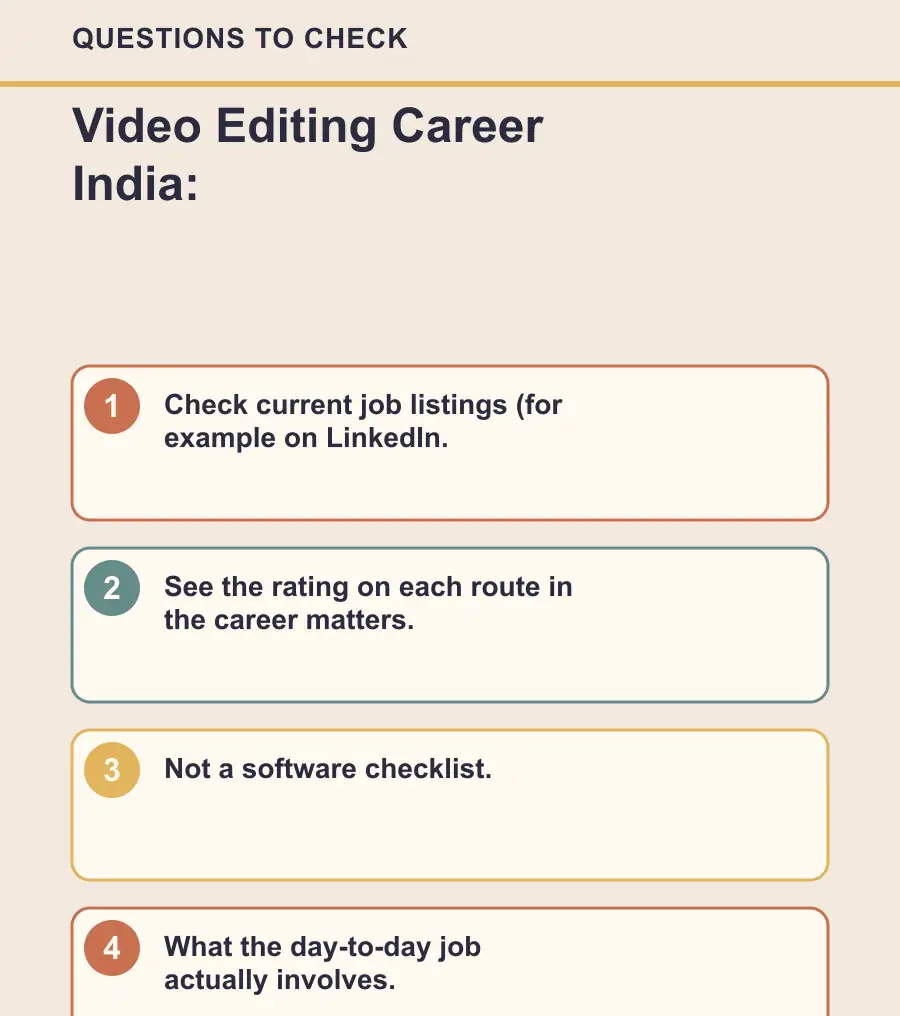 QUESTIONS TO CHECK
Video Editing Career
India:
1
Check current job listings (for
example on LinkedIn.
2
See the rating on each route in
the career matters.
3
Not a software checklist.
4
What the day-to-day job
actually involves.